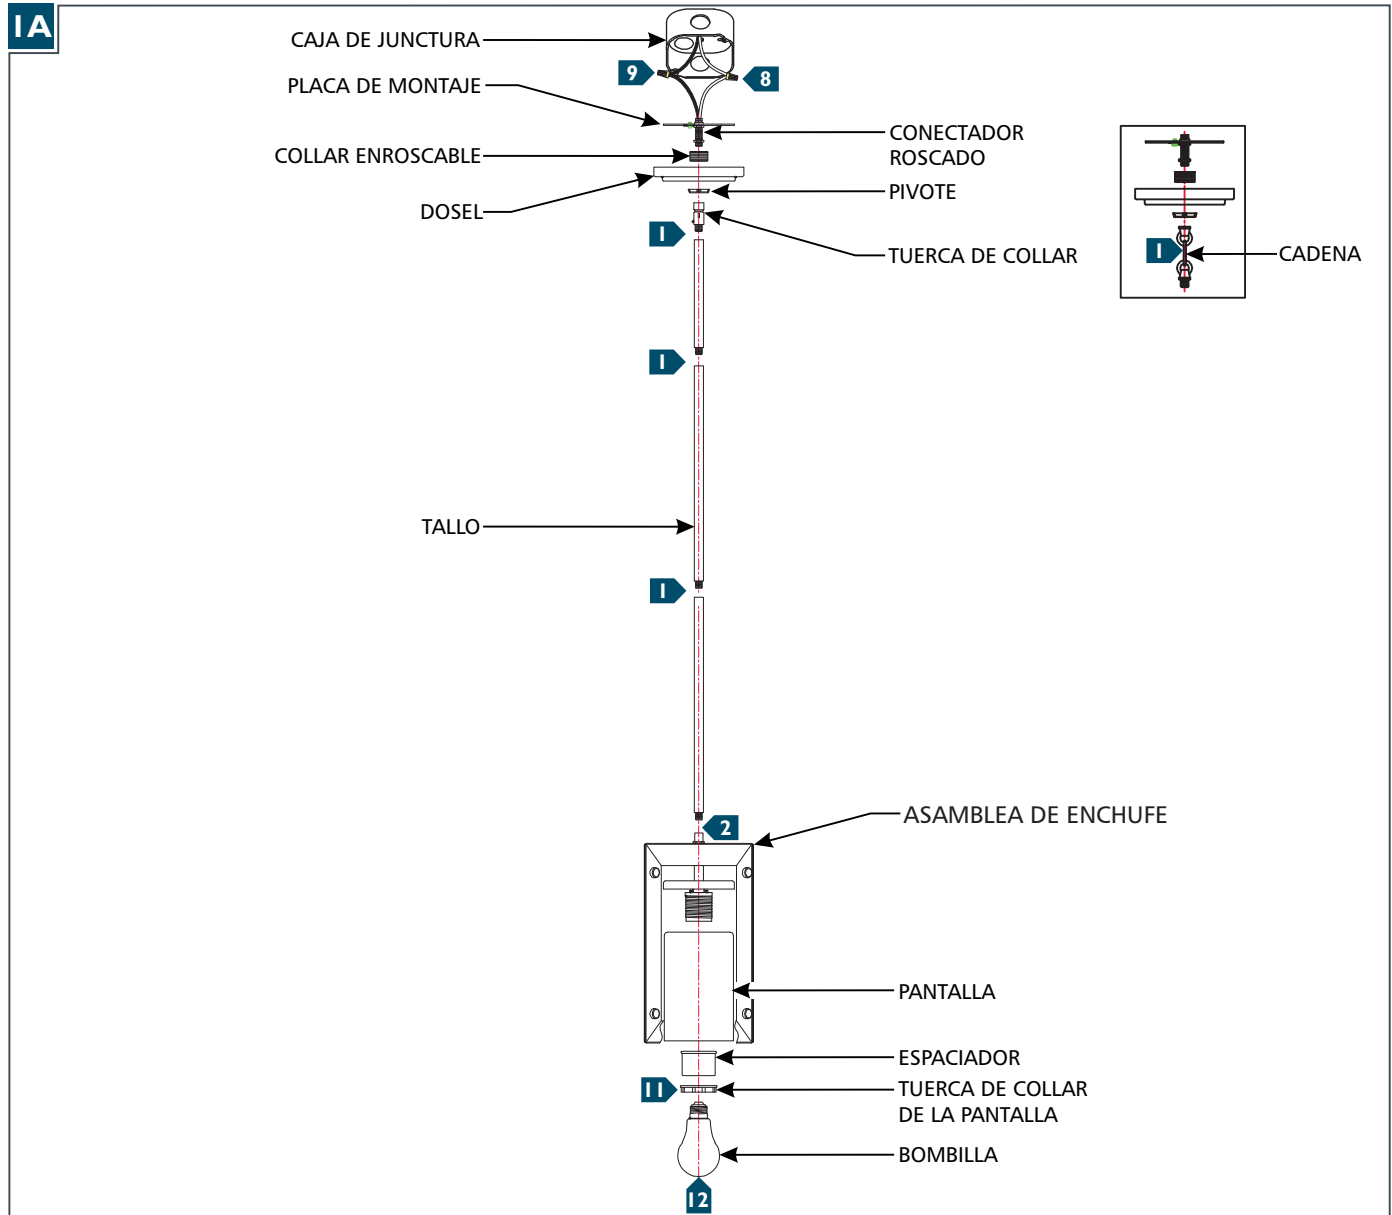 1A
CAJA DE JUNCTURA
9
8
PLACA DE MONTAJE
CONECTADOR
ROSCADO
COLLAR ENROSCABLE
PIVOTE
DOSEL
1
TUERCA DE COLLAR
1
CADENA
1
TALLO
1
2
ASAMBLEA DE ENCHUFE
PANTALLA
ESPACIADOR
11
TUERCA DE COLLAR
DE LA PANTALLA
BOMBILLA
12